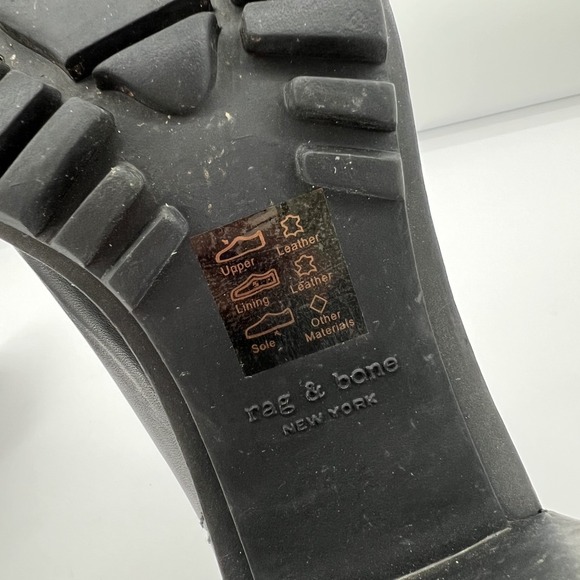 Upper Leather
Lining Leather
Sole Other
Materials
rag & bone
NEW YORK